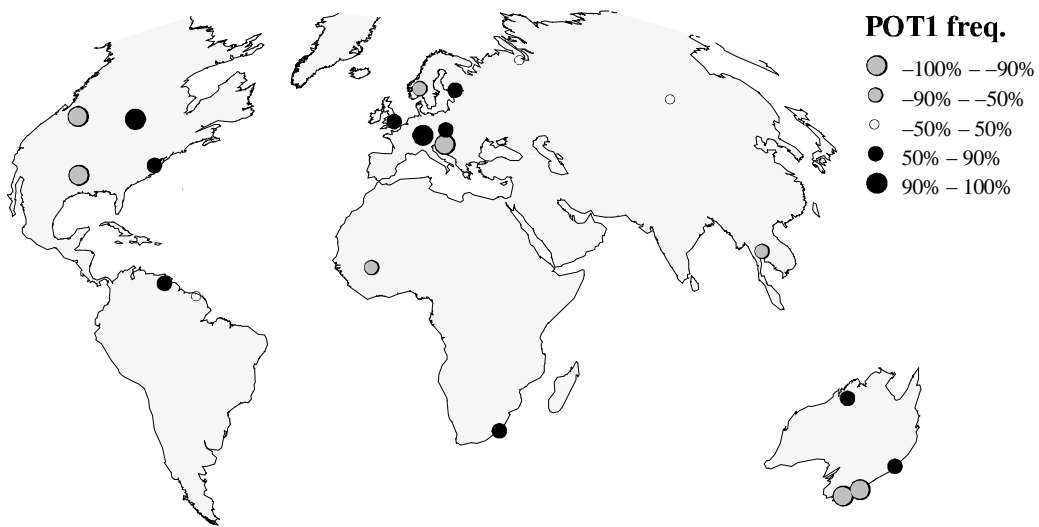 POT1 freq.
–100% – –90%
–90% – –50%
–50% – 50%
50% – 90%
90% – 100%